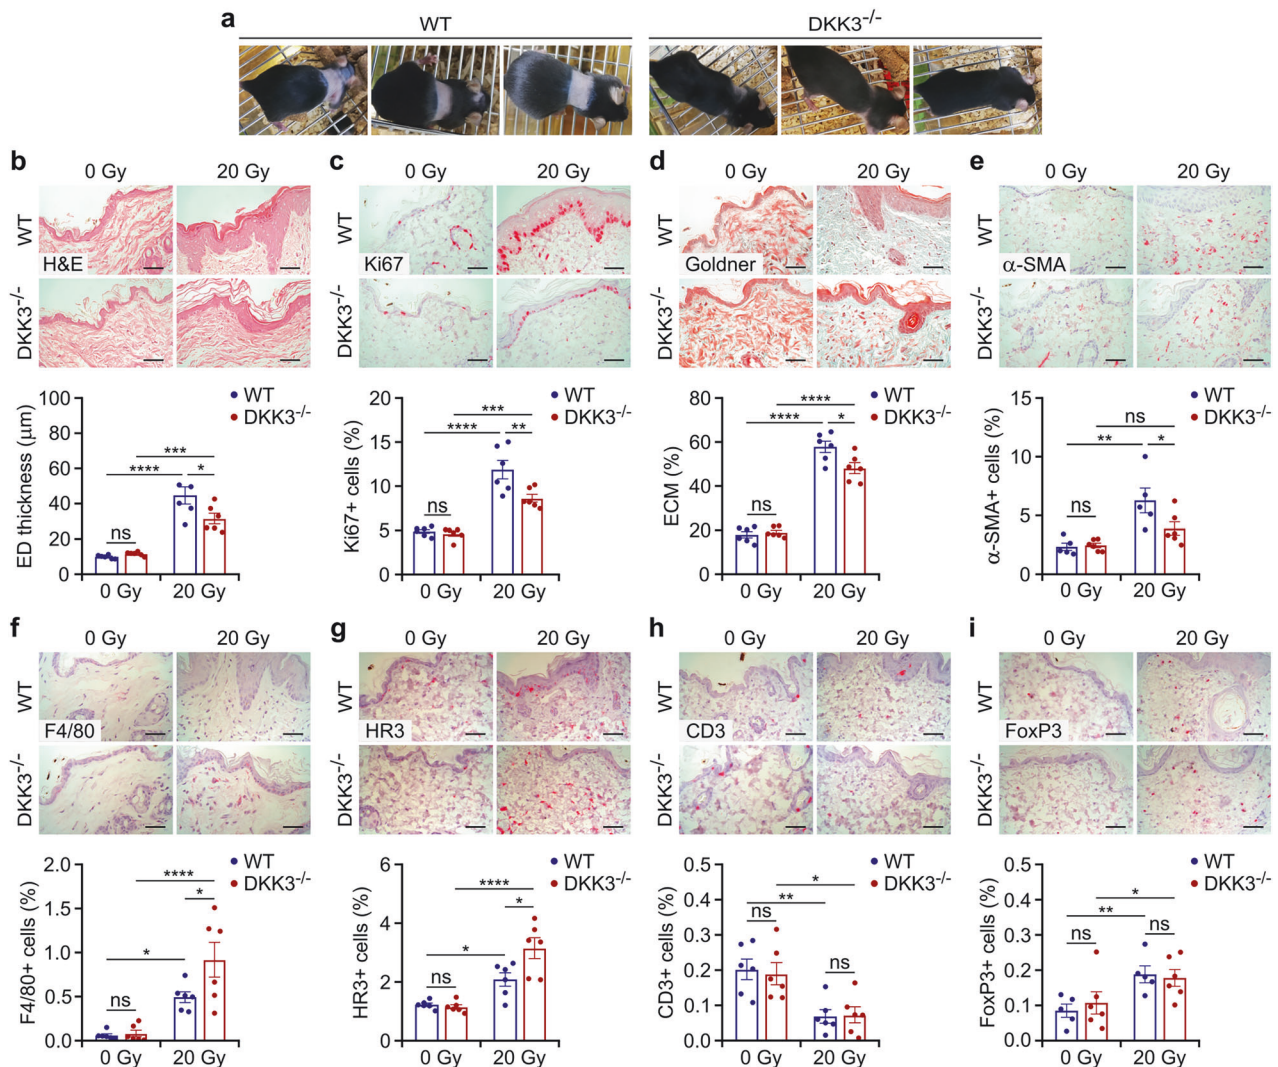 a WT DKK3-/-
b 0 Gy 20 Gy c 0 Gy 20 Gy d 0 Gy 20 Gy e 0 Gy 20 Gy
WT H&E WT Ki67 WT Goldner WT α-SMA
DKK3-/- DKK3-/- DKK3-/- DKK3-/-
ED thickness (μm)
100
80
60
40
20
0
WT
DKK3-/-
***
**** *
ns
0 Gy 20 Gy
Ki67+ cells (%)
20
15
10
5
0
WT
DKK3-/-
***
**** **
ns
0 Gy 20 Gy
ECM (%)
80
60
40
20
0
WT
DKK3-/-
****
**** *
ns
0 Gy 20 Gy
α-SMA+ cells (%)
15
10
5
0
WT
DKK3-/-
ns
** *
ns
0 Gy 20 Gy
f 0 Gy 20 Gy g 0 Gy 20 Gy h 0 Gy 20 Gy i 0 Gy 20 Gy
WT F4/80 WT HR3 WT CD3 WT FoxP3
DKK3-/- DKK3-/- DKK3-/- DKK3-/-
F4/80+ cells (%)
2.0
1.5
1.0
0.5
0.0
WT
DKK3-/-
****
*
*
ns
0 Gy 20 Gy
HR3+ cells (%)
6
4
2
0
WT
DKK3-/-
****
*
*
ns
0 Gy 20 Gy
CD3+ cells (%)
0.5
0.4
0.3
0.2
0.1
0.0
WT
DKK3-/-
*
**
ns
ns
0 Gy 20 Gy
FoxP3+ cells (%)
0.5
0.4
0.3
0.2
0.1
0.0
WT
DKK3-/-
*
**
ns ns
0 Gy 20 Gy